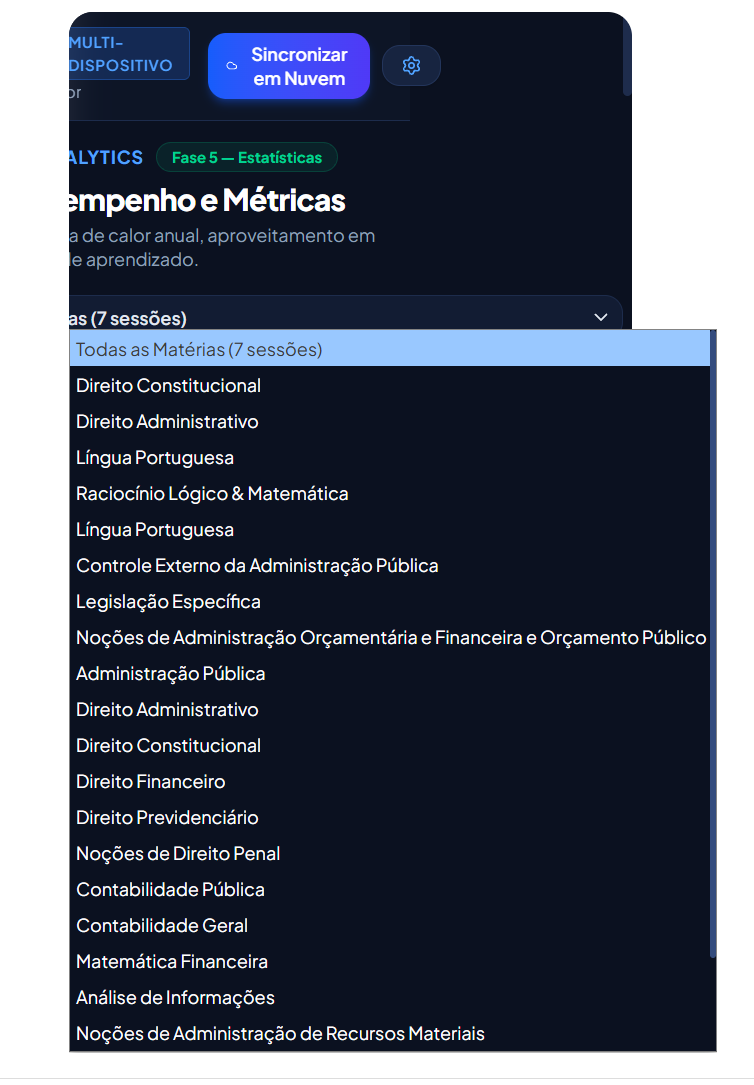 MULTI-
DISPOSITIVO
or
Sincronizar
em Nuvem
ALYTICS
Fase 5 — Estatísticas
empenho e Métricas
a de calor anual, aproveitamento em
de aprendizado.
as (7 sessões)
Todas as Matérias (7 sessões)
Direito Constitucional
Direito Administrativo
Língua Portuguesa
Raciocínio Lógico & Matemática
Língua Portuguesa
Controle Externo da Administração Pública
Legislação Específica
Noções de Administração Orçamentária e Financeira e Orçamento Público
Administração Pública
Direito Administrativo
Direito Constitucional
Direito Financeiro
Direito Previdenciário
Noções de Direito Penal
Contabilidade Pública
Contabilidade Geral
Matemática Financeira
Análise de Informações
Noções de Administração de Recursos Materiais